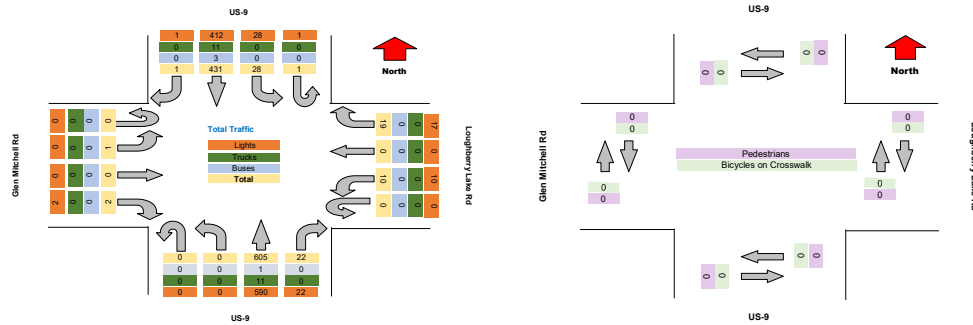 US-9
1 412 28 1
0 11 0 0
0 3 0 0
1 431 28 1
North
Glen Mitchell Rd
0 0 0 0
0 0 0 1
0 0 0 0
2 0 0 2
Total Traffic
Lights
Trucks
Buses
Total
19 0 0 17
0 0 0 0
10 0 0 10
0 0 0 0
Loughberry Lake Rd
0 0 605 22
0 0 1 0
0 0 11 0
0 0 590 22
US-9
US-9
0 0
0 0
North
Glen Mitchell Rd
0
0
0
0
Pedestrians
Bicycles on Crosswalk
0
0
0
0
0 0
0 0
US-9